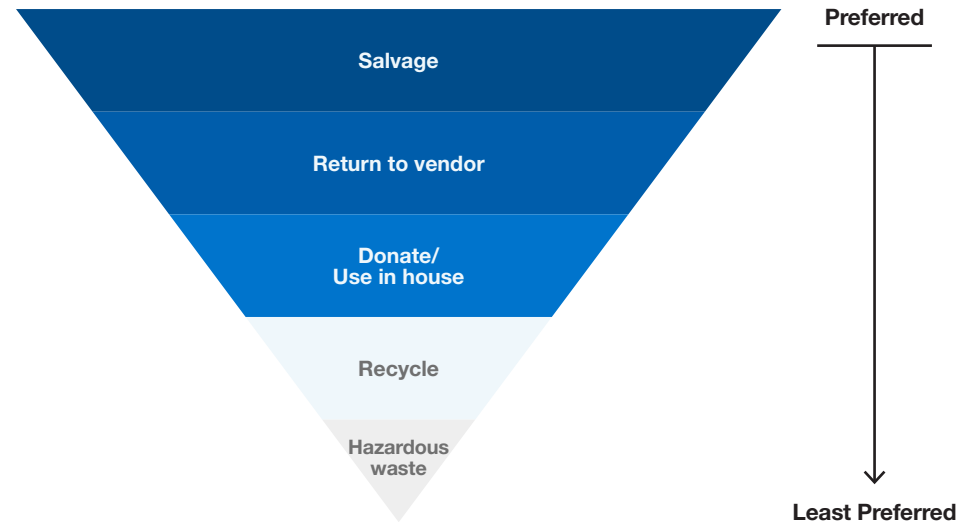 Preferred
Salvage
Return to vendor
Donate/
Use in house
Recycle
Hazardous
waste
Least Preferred